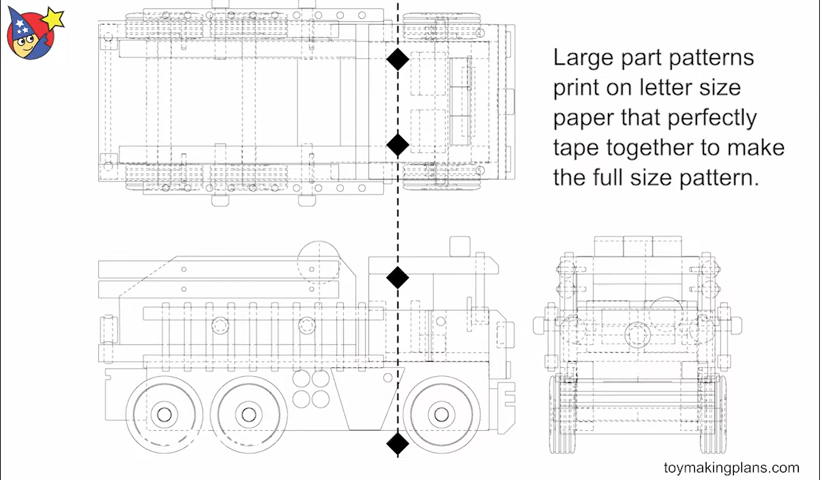 Large part patterns
print on letter size
paper that perfectly
tape together to make
the full size pattern.
toymakingplans.com